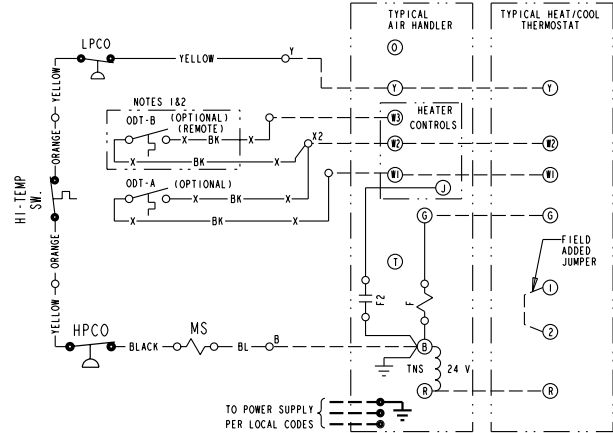 TYPICAL
AIR HANDLER
TYPICAL HEAT/COOL
THERMOSTAT
LPCO
YELLOW
Y
O
Y
Y
YELLOW
NOTES 1&2
ODT-B
(OPTIONAL)
(REMOTE)
X
BK
X
X2
X
BK
X
W3
HEATER
CONTROLS
W2
W2
ORANGE
ODT-A
(OPTIONAL)
W1
W1
J
X
BK
X
X
BK
X
HI-TEMP
SW.
G
G
ORANGE
T
FIELD
ADDED
JUMPER
F2
F
1
2
YELLOW
HPCO
BLACK
MS
BL
B
B
TNS
24 V
R
R
TO POWER SUPPLY
PER LOCAL CODES